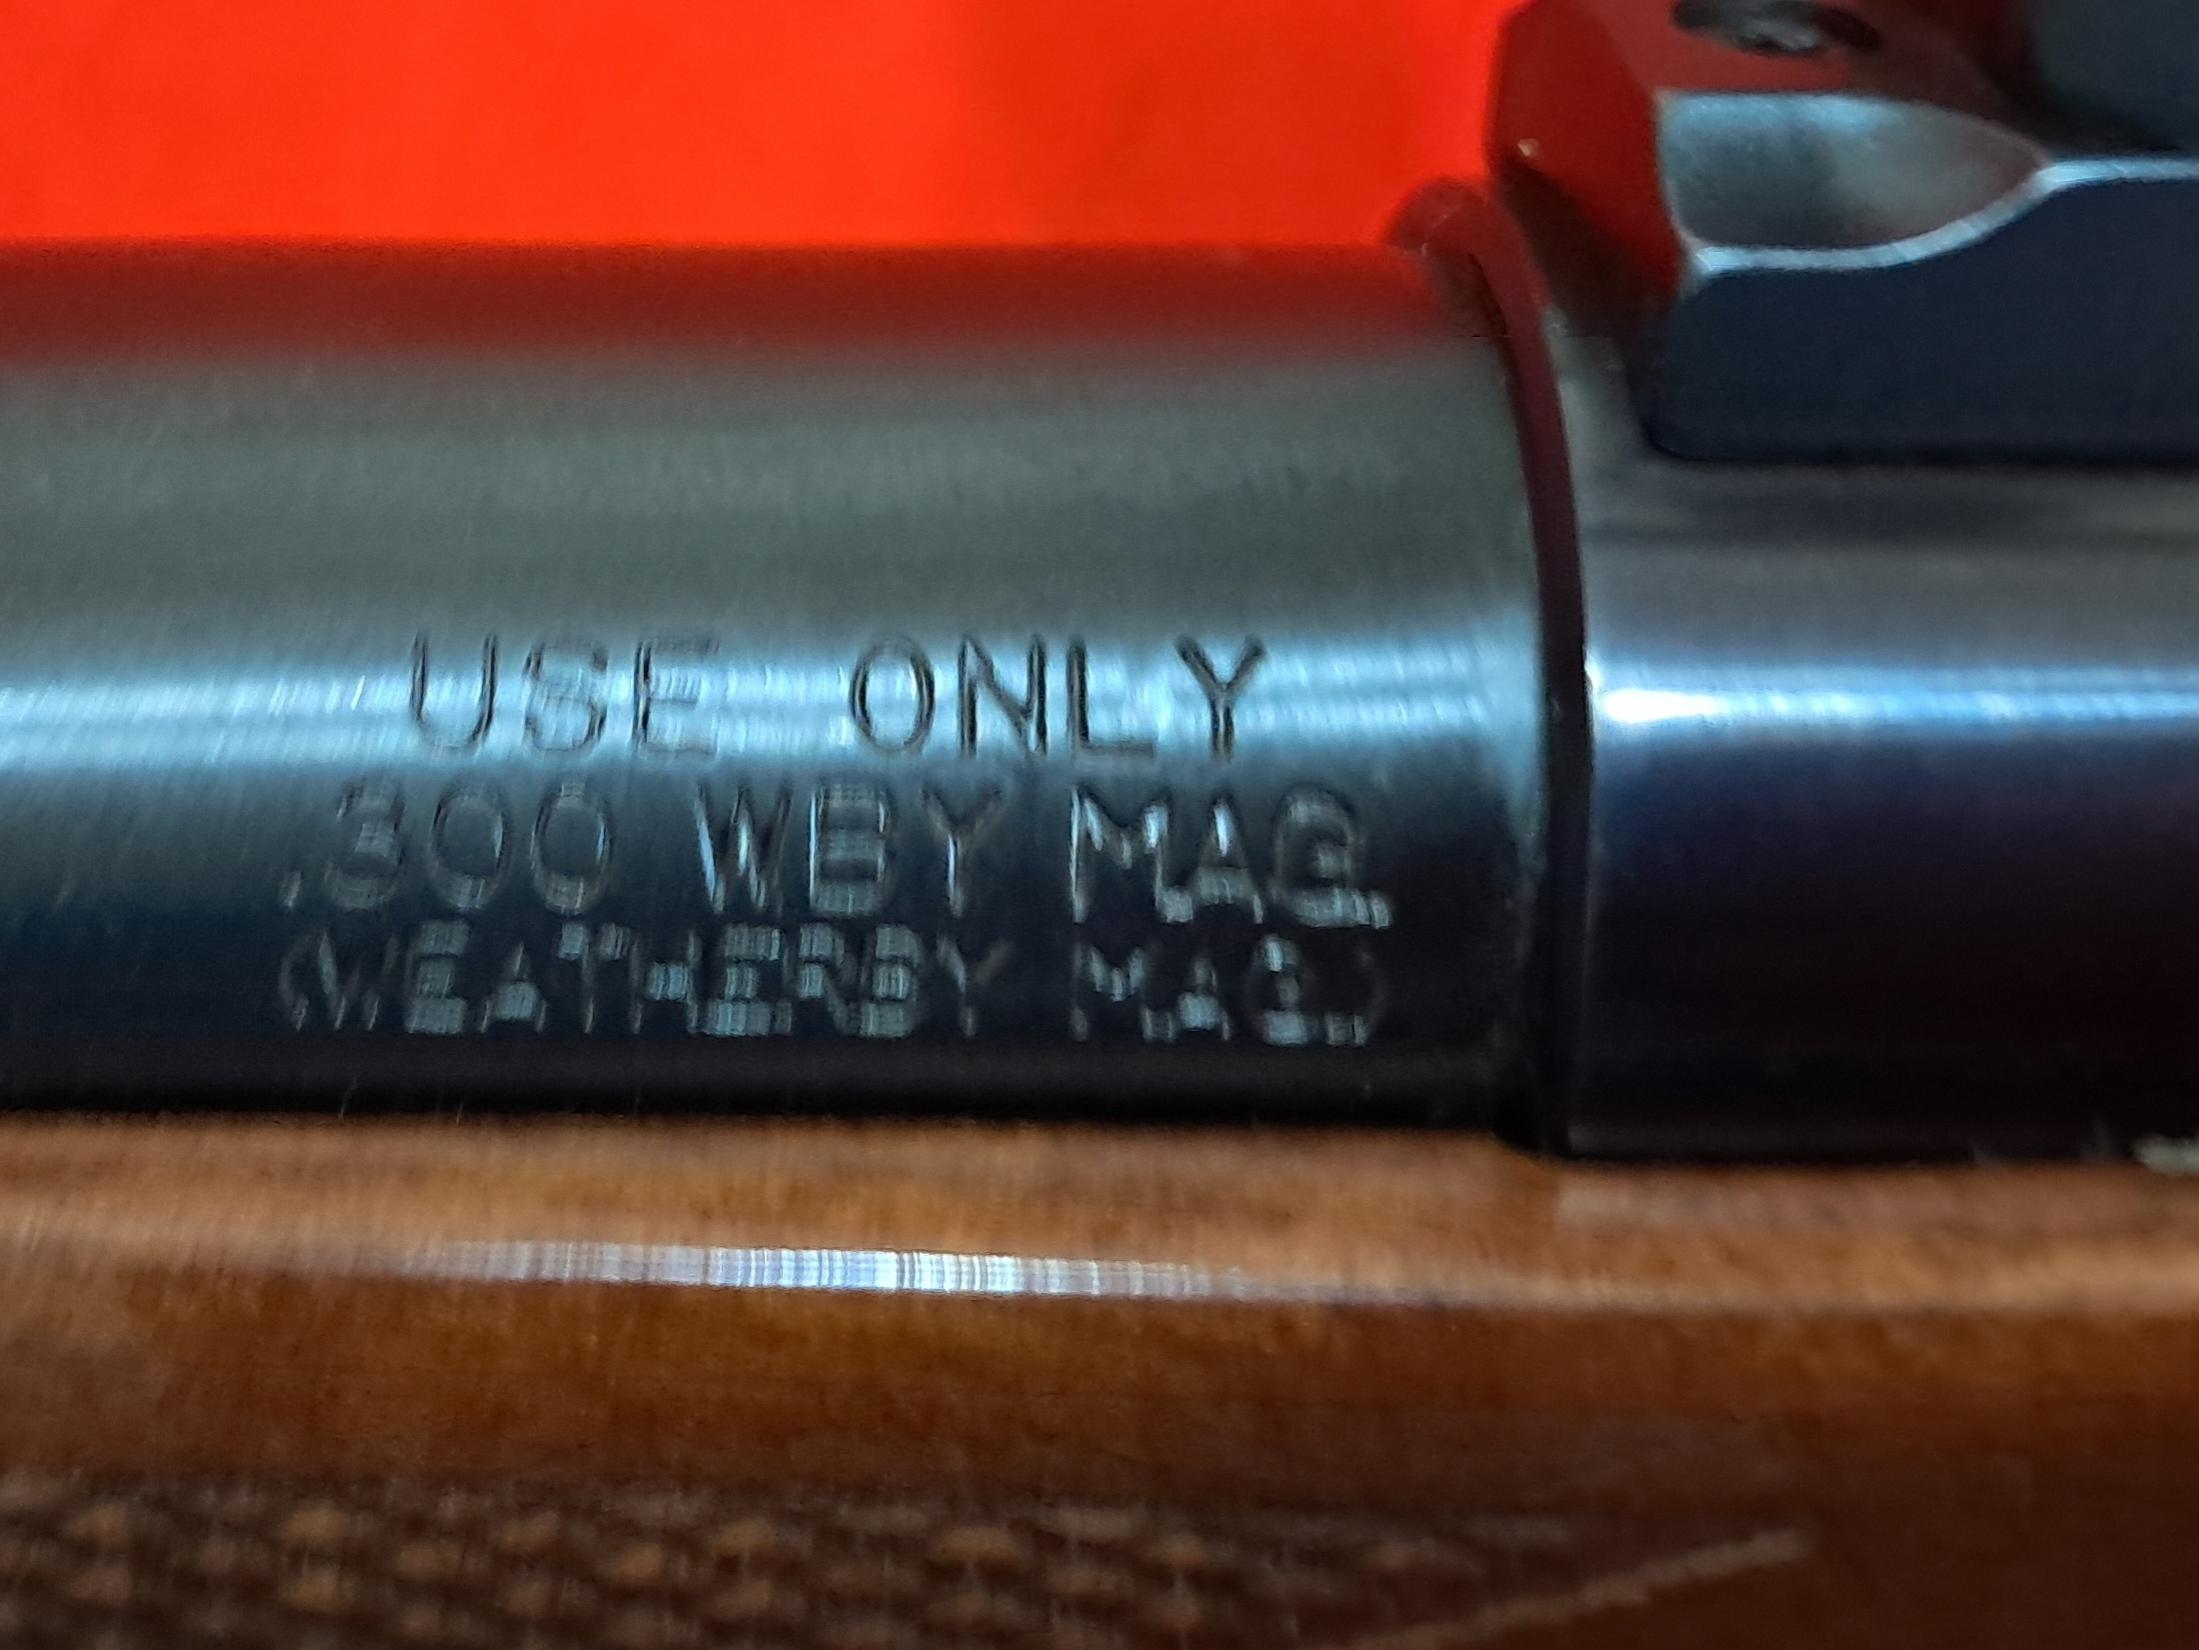 USE ONLY
.300 WBY MAG.
(WEATHERBY MAG.)